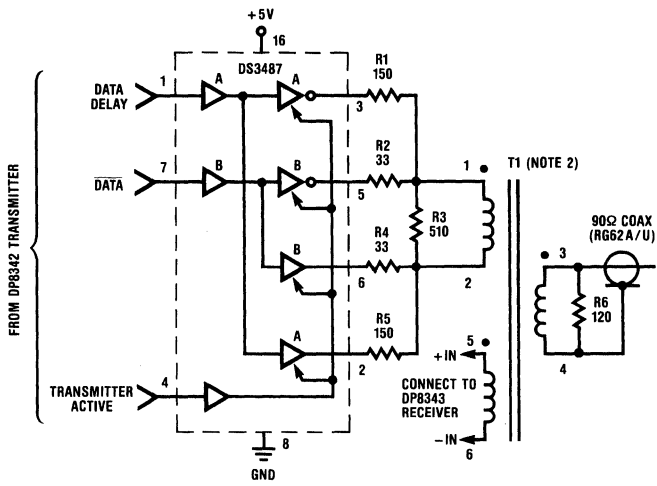 +5V
16
DS3487
FROM DP8342 TRANSMITTER
DATA
DELAY
1
A
A
3
R1
150
DATA
7
B
B
5
R2
33
R3
510
B
6
R4
33
A
2
R5
150
TRANSMITTER
ACTIVE
4
8
GND
1
2
T1 (NOTE 2)
3
4
R6
120
90Ω COAX
(RG62A/U)
5
+IN
CONNECT TO
DP8343
RECEIVER
−IN
6